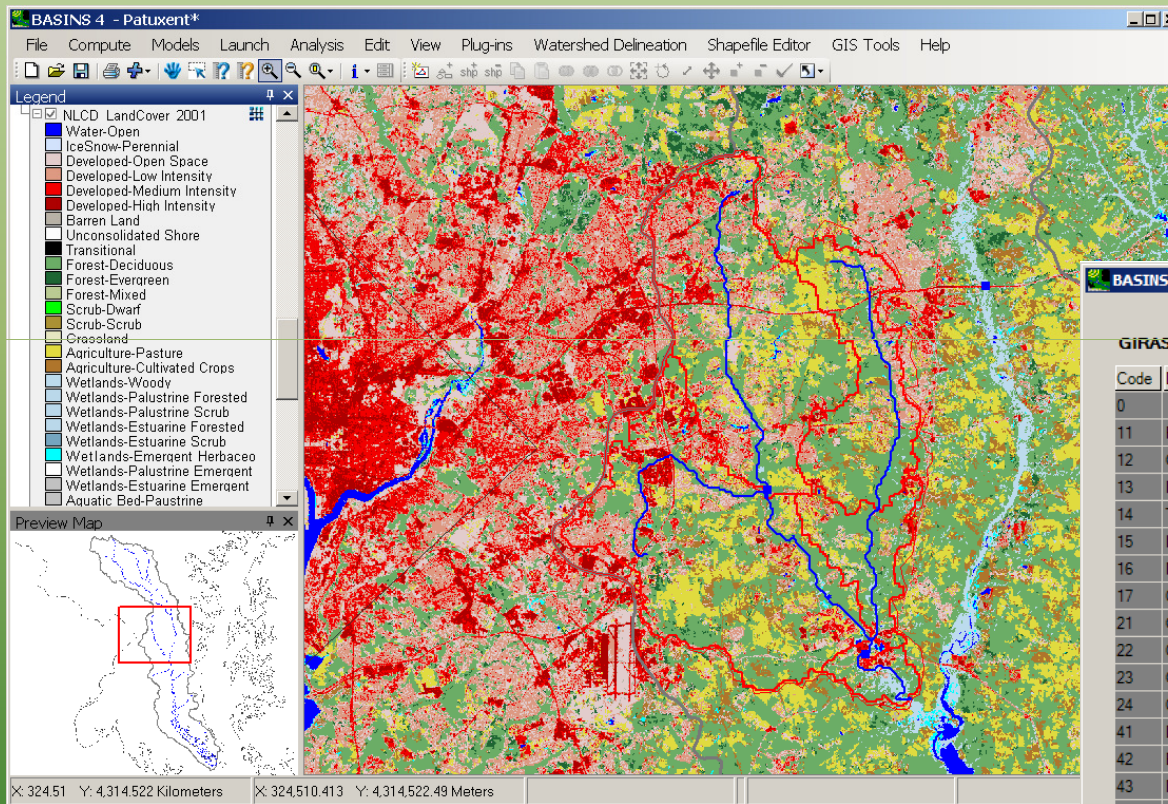 BASINS 4 - Patuxent*
File Compute Models Launch Analysis Edit View Plug-ins Watershed Delineation Shapefile Editor GIS Tools Help
shp shp
Legend
NLCD LandCover 2001
Water-Open
IceSnow-Perennial
Developed-Open Space
Developed-Low Intensity
Developed-Medium Intensity
Developed-High Intensity
Barren Land
Unconsolidated Shore
Transitional
Forest-Deciduous
Forest-Evergreen
Forest-Mixed
Scrub-Dwarf
Scrub-Scrub
Grassland
Agriculture-Pasture
Agriculture-Cultivated Crops
Wetlands-Woody
Wetlands-Palustrine Forested
Wetlands-Palustrine Scrub
Wetlands-Estuarine Forested
Wetlands-Estuarine Scrub
Wetlands-Emergent Herbaceo
Wetlands-Palustrine Emergent
Wetlands-Estuarine Emergent
Aquatic Bed-Paustrine
Preview Map
X: 324.51 Y: 4,314.522 Kilometers X: 324,510.413 Y: 4,314,522.49 Meters
BASINS
GIRAS
Code
0
11
12
13
14
15
16
17
21
22
23
24
41
42
43